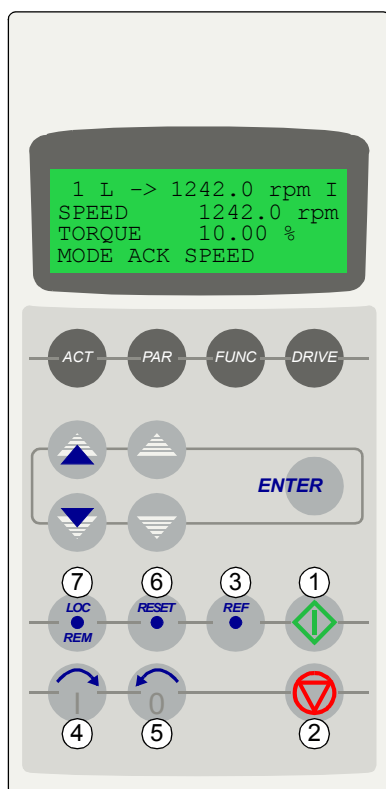 1 L -> 1242.0 rpm I
SPEED 1242.0 rpm
TORQUE 10.00 %
MODE ACK SPEED
ACT PAR FUNC DRIVE
ENTER
7 6 3 1
LOC RESET REF
REM
I 0
4 5 2